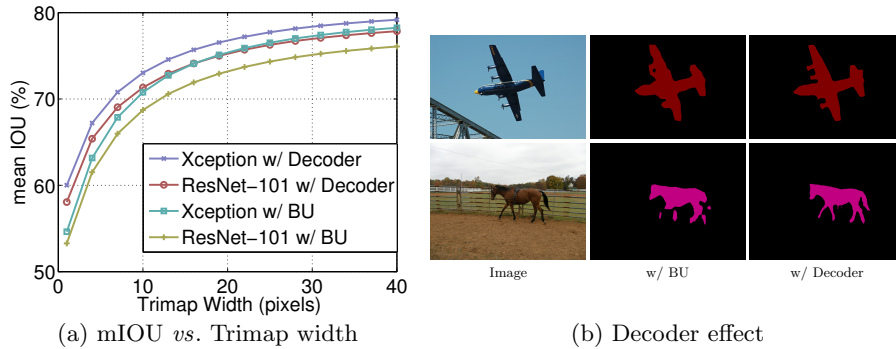 80
70
60
50
mean IOU (%)
Xception w/ Decoder
ResNet−101 w/ Decoder
Xception w/ BU
ResNet−101 w/ BU
0 10 20 30 40
Trimap Width (pixels)
(a) mIOU vs. Trimap width
Image w/ BU w/ Decoder
(b) Decoder effect